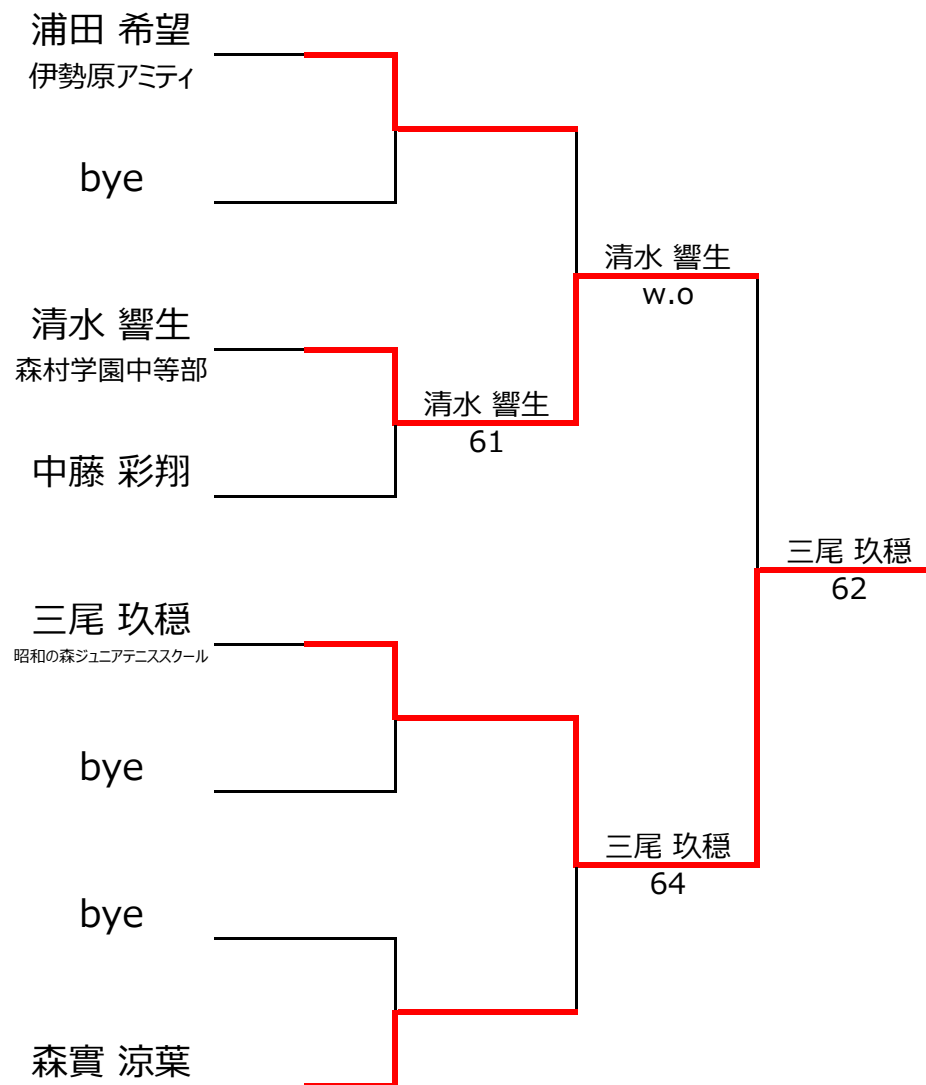 浦田 希望
伊勢原アミティ
bye
清水 響生
w.o
清水 響生
森村学園中等部
清水 響生
61
中藤 彩翔
三尾 玖穏
62
三尾 玖穏
昭和の森ジュニアテニススクール
bye
三尾 玖穏
64
bye
森實 涼葉